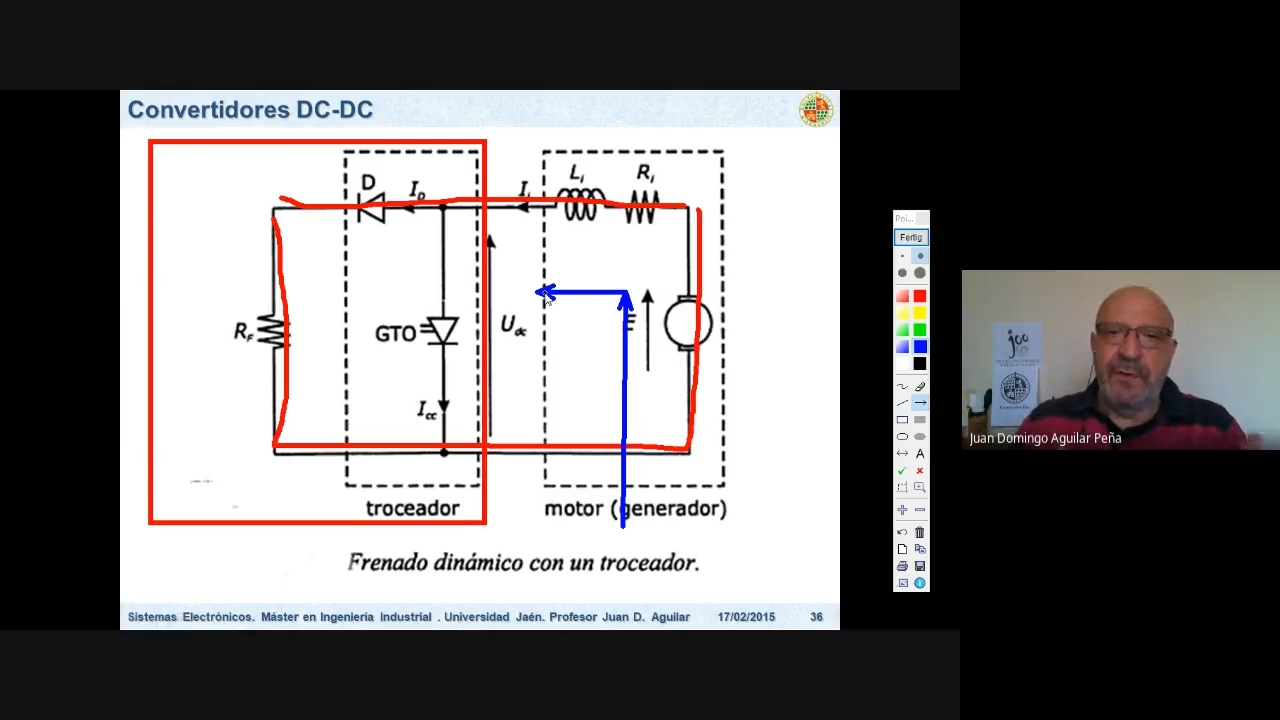 Convertidores DC-DC
D
I_D
I_i
L_i
R_i
R_F
GTO
U_dc
E
I_cc
troceador
motor (generador)
Frenado dinámico con un troceador.
Sistemas Electrónicos. Máster en Ingeniería Industrial . Universidad Jaén. Profesor Juan D. Aguilar
17/02/2015
36
Poi...
Fertig
A
Juan Domingo Aguilar Peña